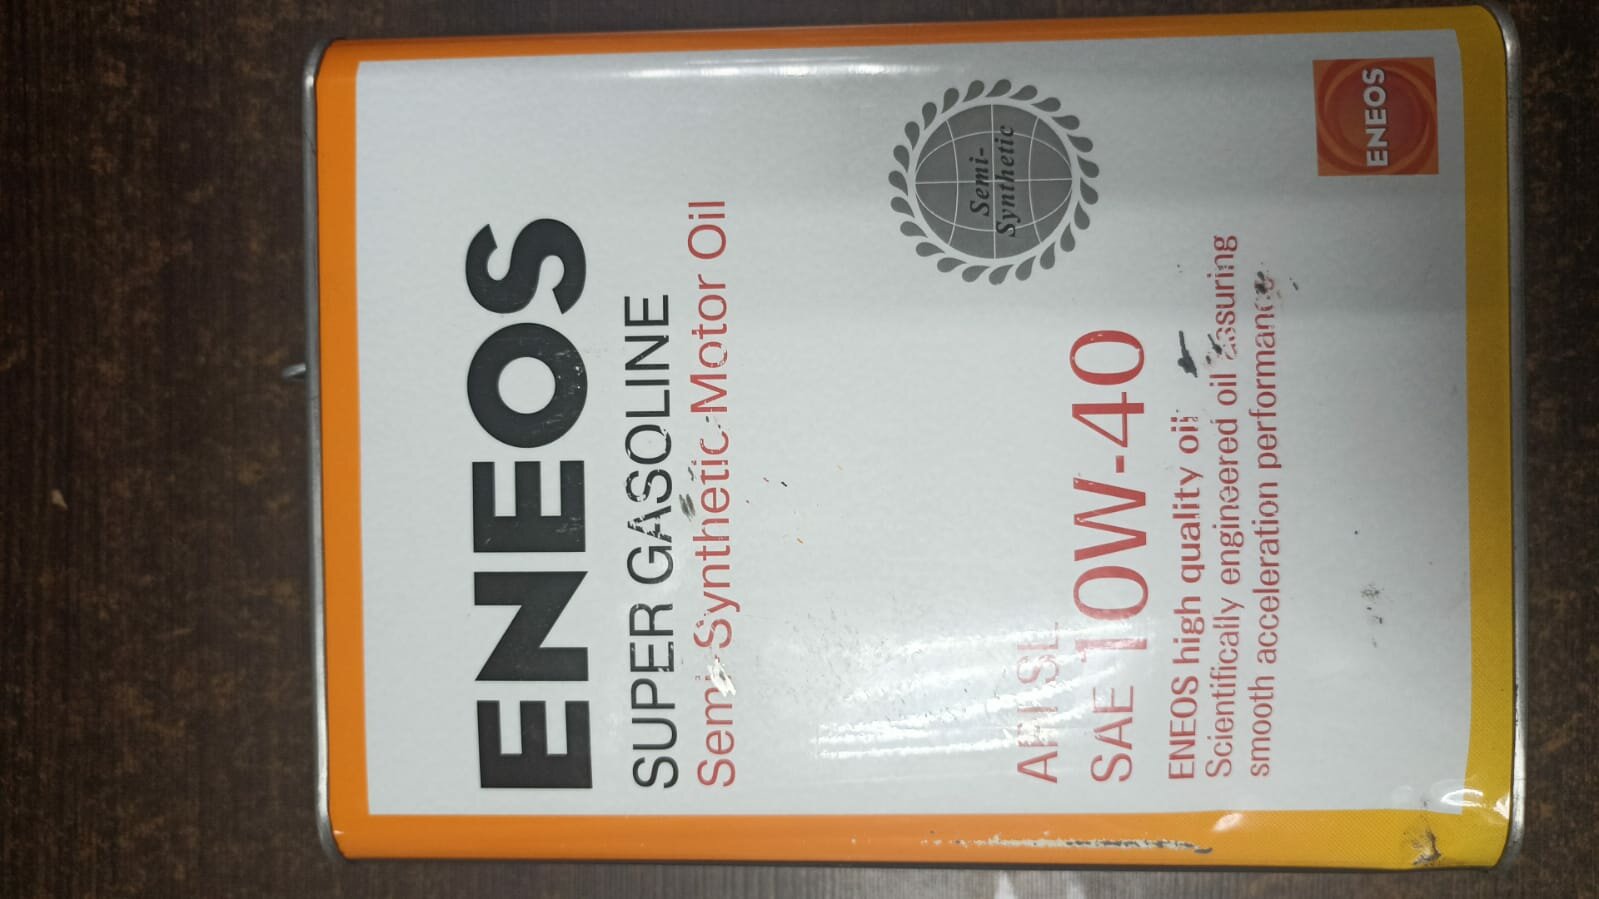 ENEOS
SUPER GASOLINE
Semi-Synthetic Motor Oil
Semi-
Synthetic
API SL
SAE 10W-40
ENEOS high quality oil
Scientifically engineered oil assuring
smooth acceleration performance
ENEOS